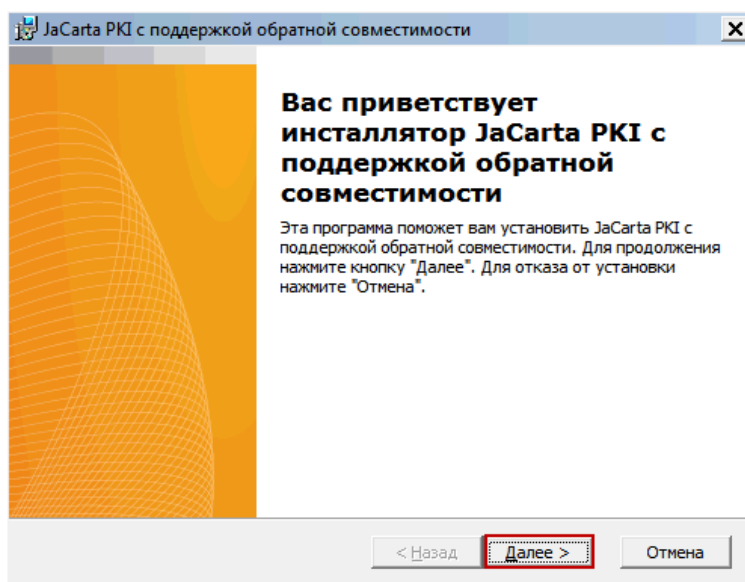 JaCarta PKI с поддержкой обратной совместимости
Вас приветствует
инсталлятор JaCarta PKI с
поддержкой обратной
совместимости
Эта программа поможет вам установить JaCarta PKI с
поддержкой обратной совместимости. Для продолжения
нажмите кнопку "Далее". Для отказа от установки
нажмите "Отмена".
< Назад
Далее >
Отмена